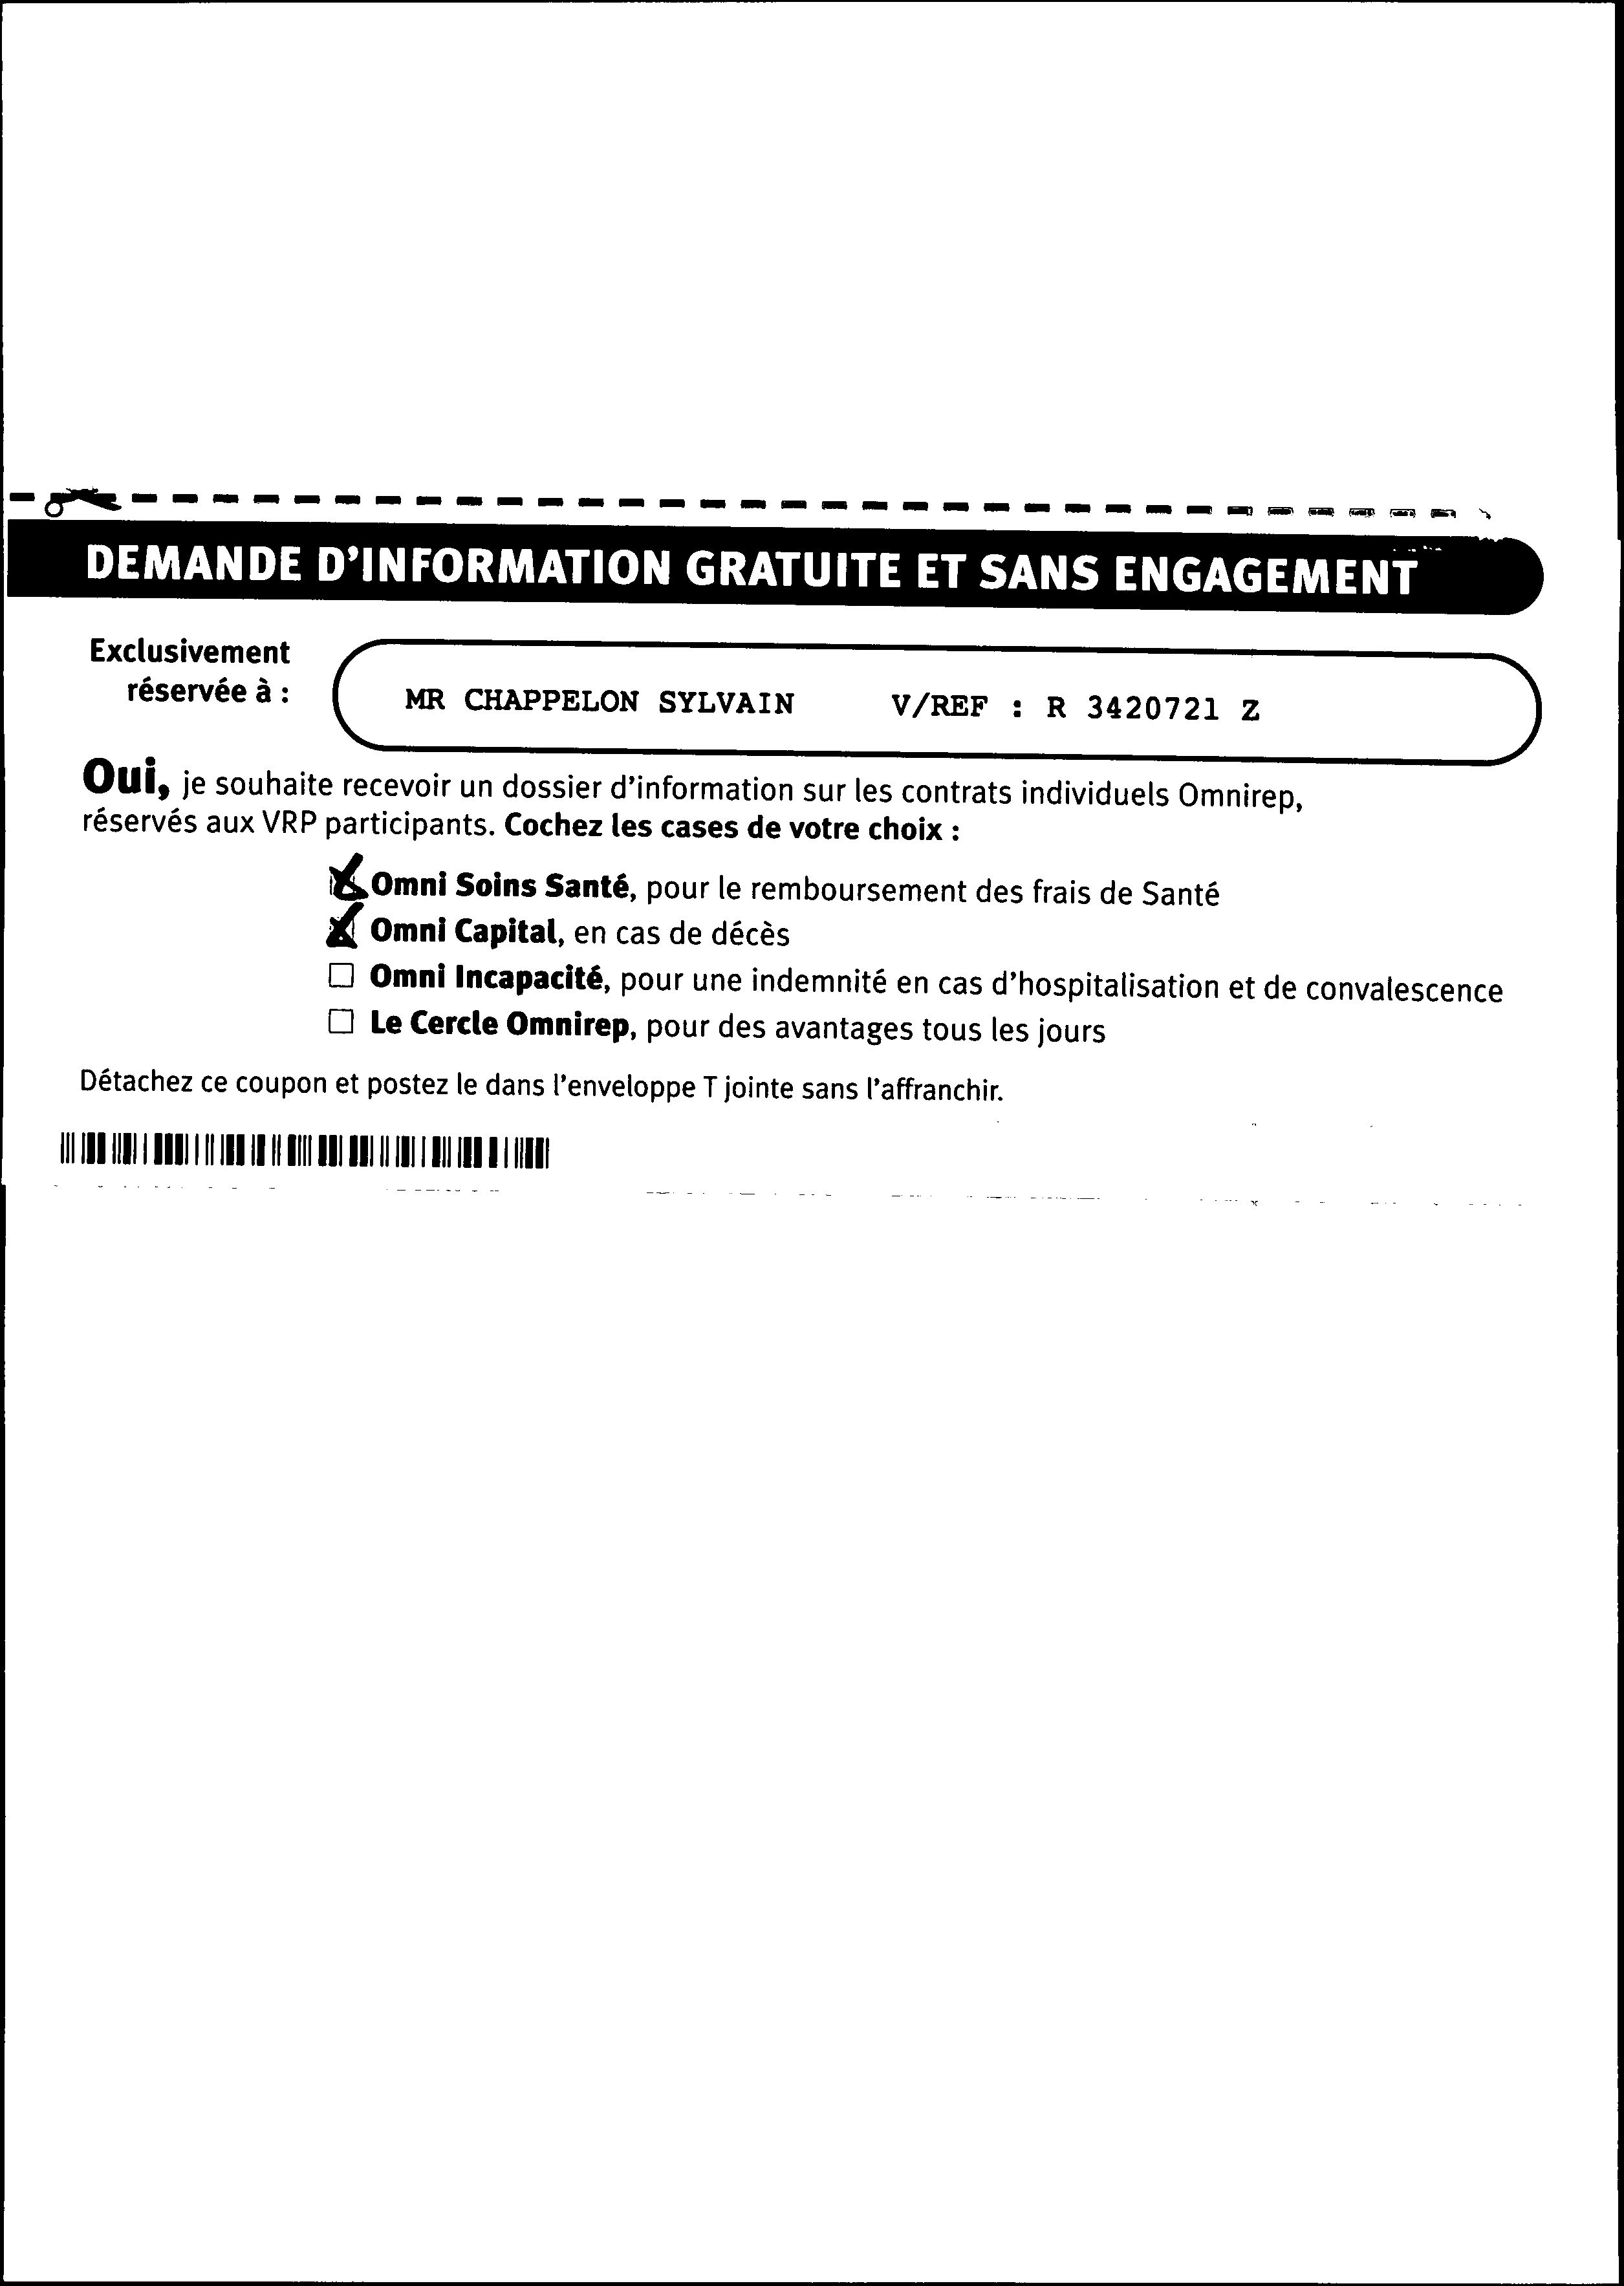 DEMANDE D'INFORMATION GRATUITE ET SANS ENGAGEMENT
Exclusivement
réservée à :
MR CHAPPELON SYLVAIN V/REF : R 3420721 Z
Oui, je souhaite recevoir un dossier d'information sur les contrats individuels Omnirep,
réservés aux VRP participants. Cochez les cases de votre choix :
Omni Soins Santé, pour le remboursement des frais de Santé
Omni Capital, en cas de décès
Omni Incapacité, pour une indemnité en cas d'hospitalisation et de convalescence
Le Cercle Omnirep, pour des avantages tous les jours
Détachez ce coupon et postez le dans l'enveloppe T jointe sans l'affranchir.